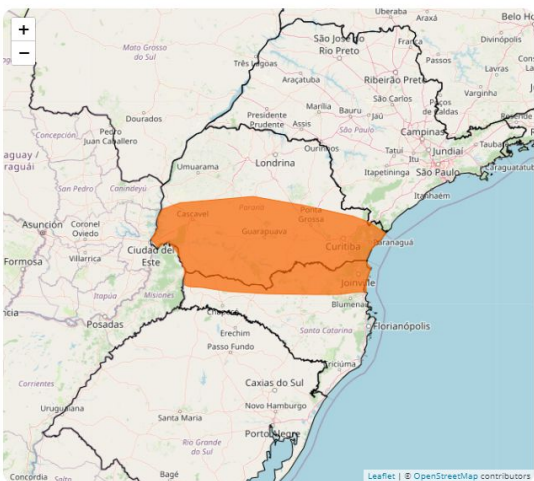 +
−
Uberaba
Araxá
Belo Ho
São José do
Rio Preto
Franca
Divinópolis
Mato Grosso
do Sul
Três Lagoas
Passos
Araçatuba
Ribeirão Preto
Lavras
Marília
Bauru
São Carlos
Jaú
Poços
de Caldas
Varginha
Dourados
Presidente
Prudente
Assis
São Paulo
Campinas
Resende
Concepción
Pedro
Juan Caballero
Ourinhos
Tatuí
Itu
Jundiaí
aguay /
raguái
Londrina
Umuarama
Itapetininga
São Paulo
Caraguatatuba
San Pedro
Canindeyú
Itanhaém
Cascavel
Paraná
Ponta
Grossa
Asunción
Coronel
Oviedo
Guarapuava
Curitiba
Paranaguá
Formosa
Villarrica
Ciudad del
Este
Joinville
Itapúa
Misiones
Blumenau
Posadas
Chapecó
Santa Catarina
Florianópolis
Erechim
Passo Fundo
Criciúma
Corrientes
Caxias do Sul
Uruguaiana
Novo Hamburgo
Santa Maria
Porto Alegre
Rio Grande
do Sul
Concordia
Salto
Bagé
Leaflet | © OpenStreetMap contributors